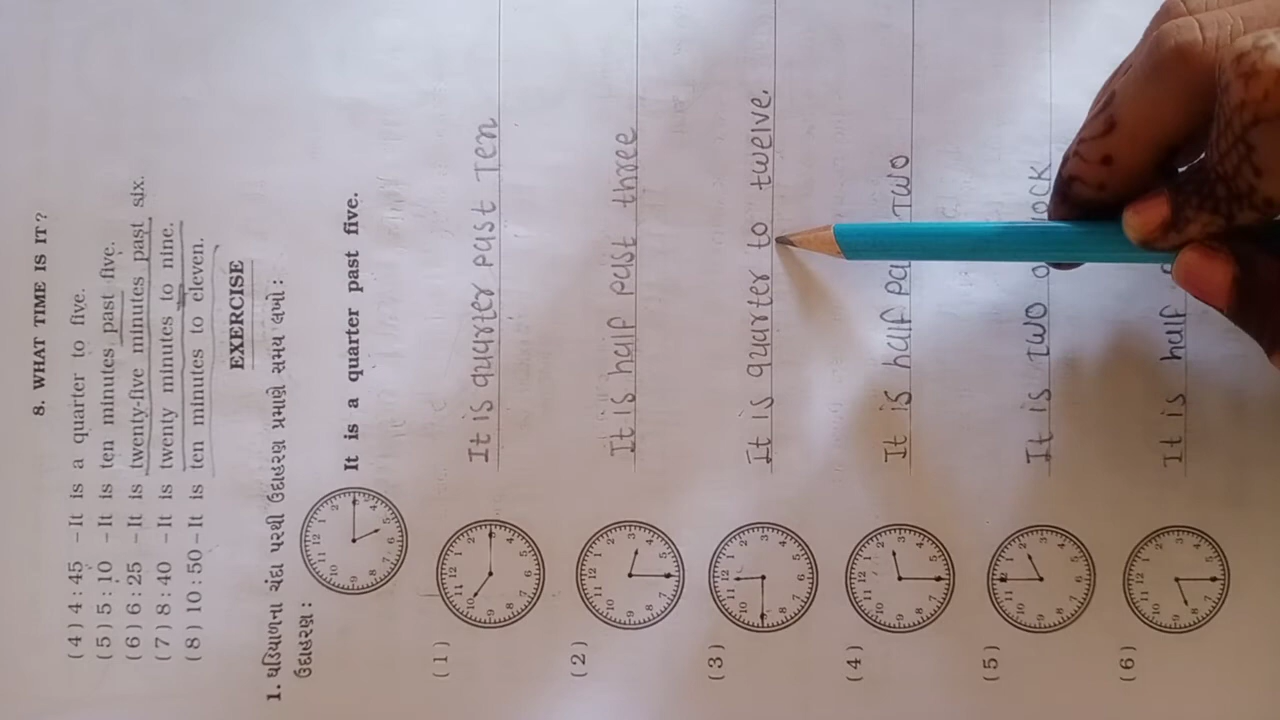 8. WHAT TIME IS IT?
(4) 4 : 45 – It is a quarter to five.
(5) 5 : 10 – It is ten minutes past five.
(6) 6 : 25 – It is twenty-five minutes past six.
(7) 8 : 40 – It is twenty minutes to nine.
(8) 10 : 50 – It is ten minutes to eleven.
EXERCISE
1. ઘડિયાળના ચંદા પરથી ઉદાહરણ પ્રમાણે સમય લખો :
ઉદાહરણ :
It is a quarter past five.
(1) It is quarter past Ten
(2) It is half past three
(3) It is quarter to twelve.
(4) It is half pa Two
(5) It is Two o
(6) It is half